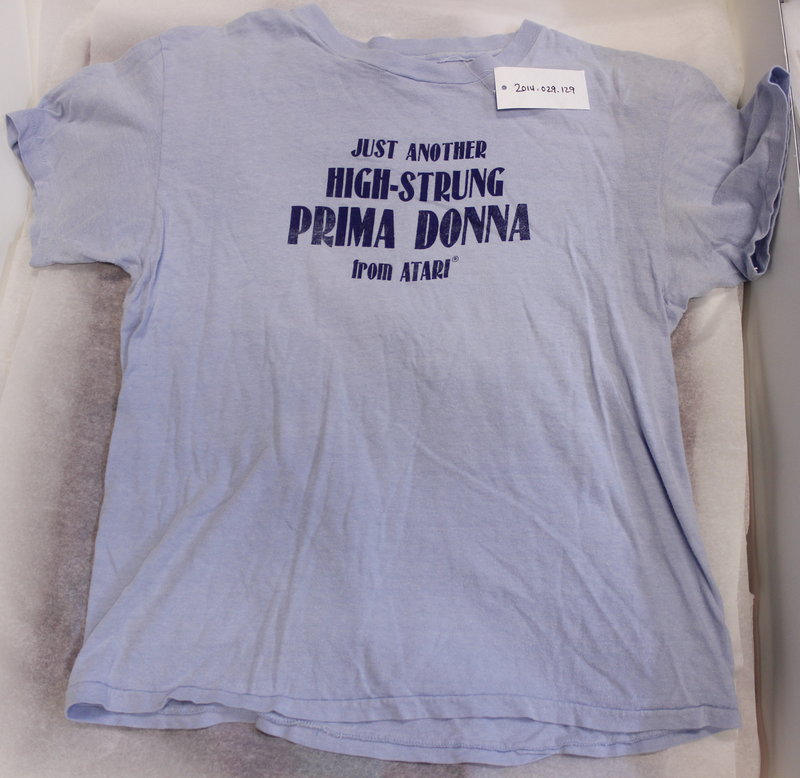 2014.029.129
JUST ANOTHER
HIGH-STRUNG
PRIMA DONNA
from ATARI®